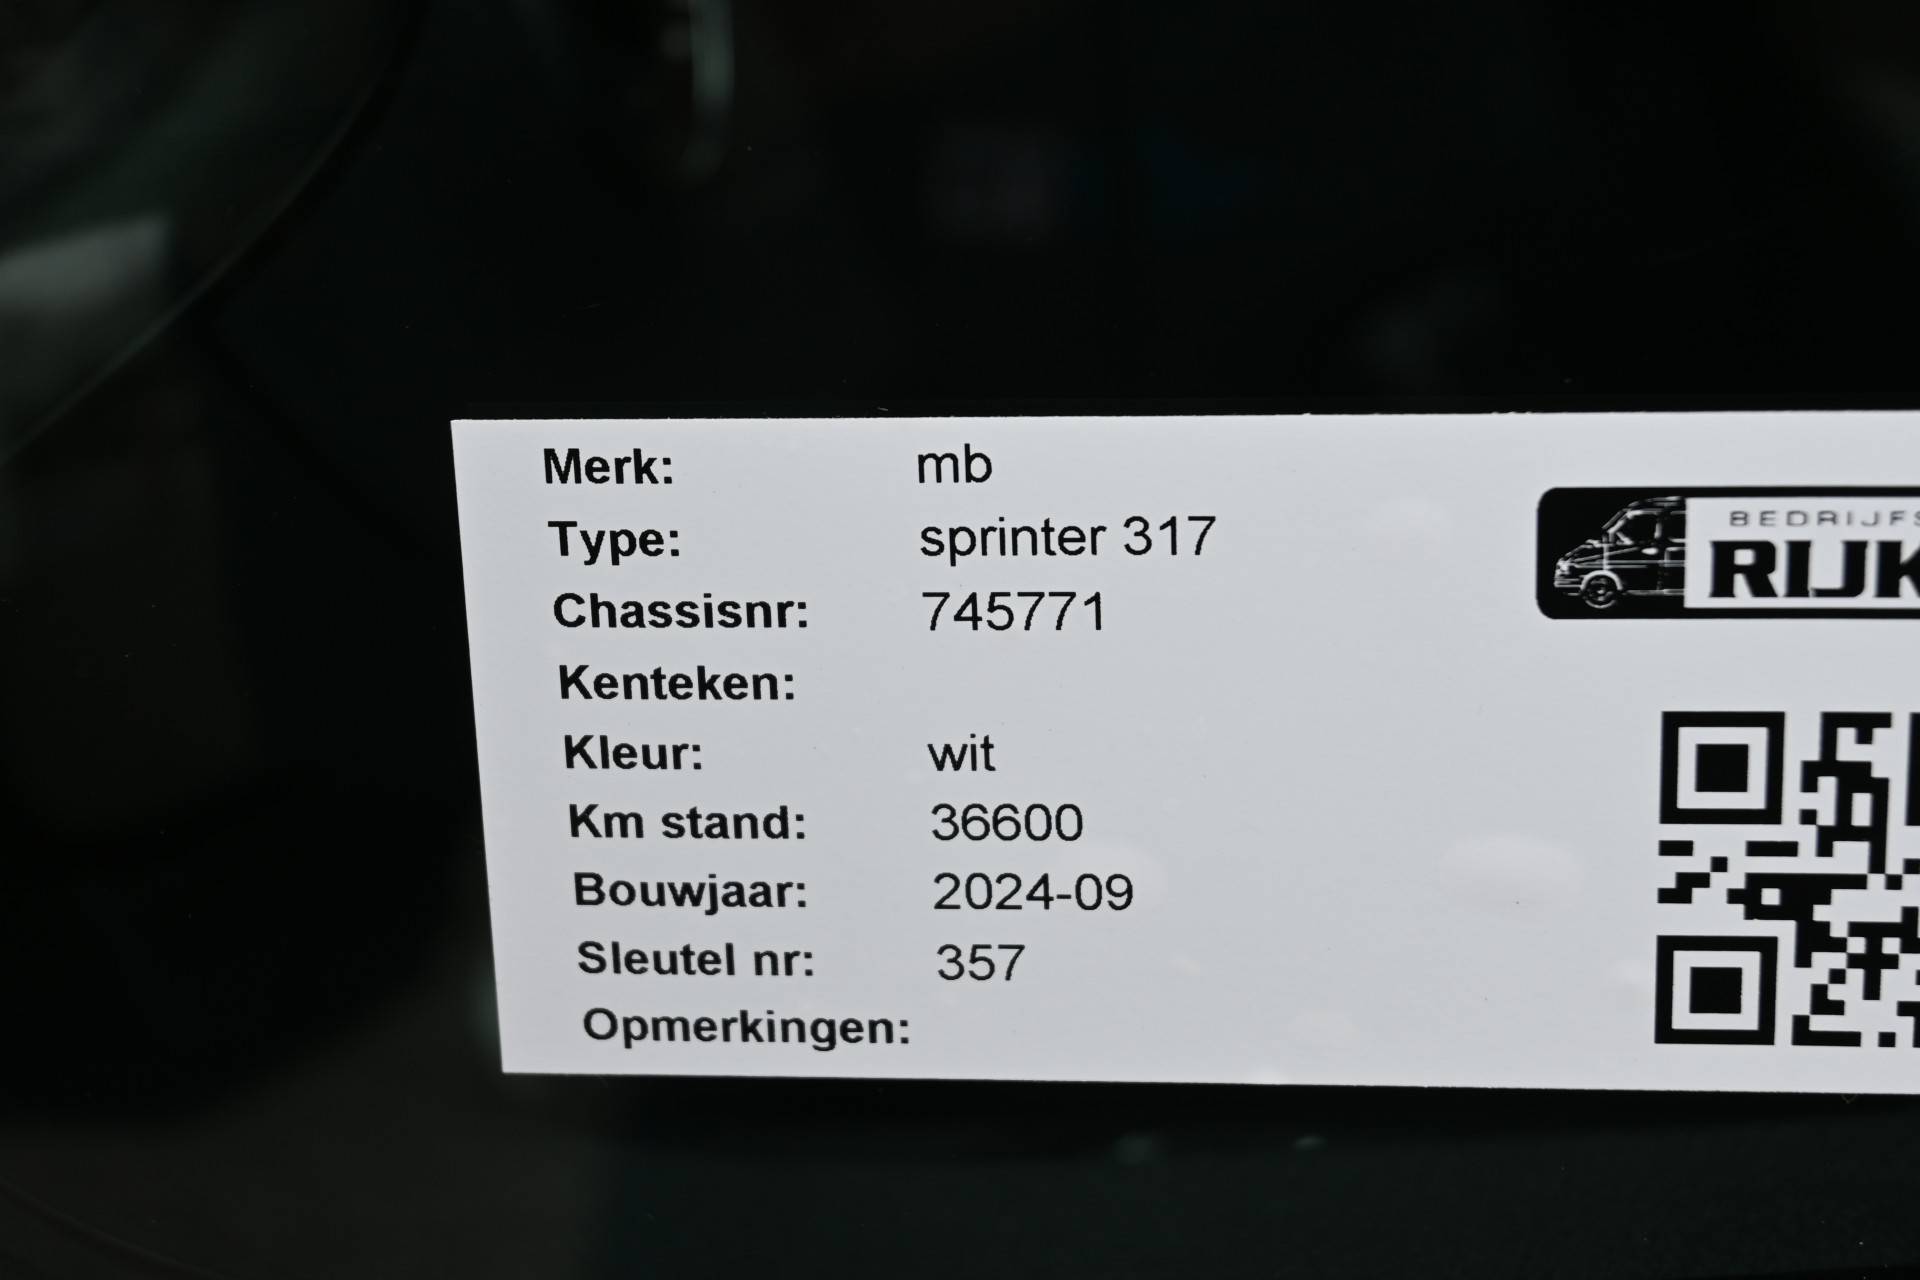 Merk: mb
Type: sprinter 317
Chassisnr: 745771
Kenteken:
Kleur: wit
Km stand: 36600
Bouwjaar: 2024-09
Sleutel nr: 357
Opmerkingen:
BEDRIJFS
RIJK